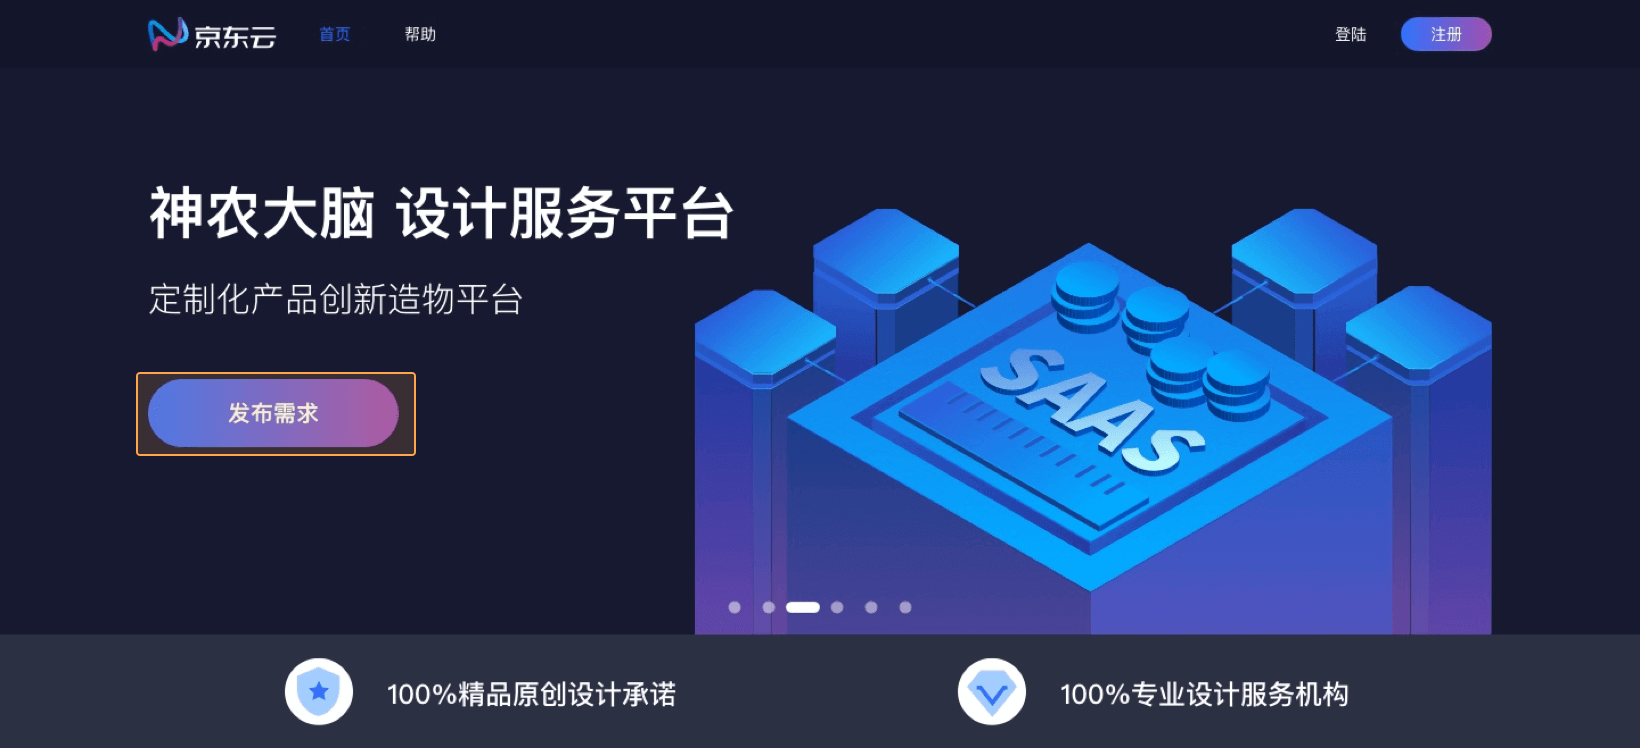 京东云 首页 帮助 登陆 注册
神农大脑 设计服务平台
定制化产品创新造物平台
发布需求
SAAS
100%精品原创设计承诺 100%专业设计服务机构